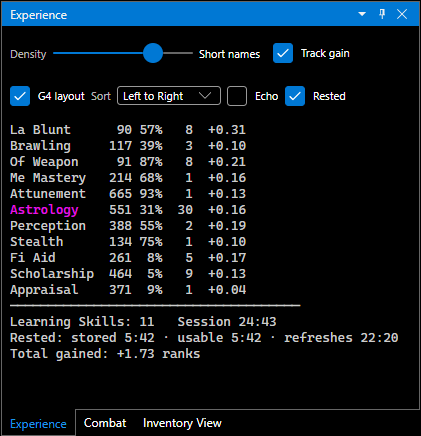 Experience
Density Short names Track gain
G4 layout Sort Left to Right Echo Rested
La Blunt 90 57% 8 +0.31
Brawling 117 39% 3 +0.10
Of Weapon 91 87% 8 +0.21
Me Mastery 214 68% 1 +0.16
Attunement 665 93% 1 +0.13
Astrology 551 31% 30 +0.16
Perception 388 55% 2 +0.19
Stealth 134 75% 1 +0.10
Fi Aid 261 8% 5 +0.17
Scholarship 464 5% 9 +0.13
Appraisal 371 9% 1 +0.04
Learning Skills: 11 Session 24:43
Rested: stored 5:42 · usable 5:42 · refreshes 22:20
Total gained: +1.73 ranks
Experience Combat Inventory View